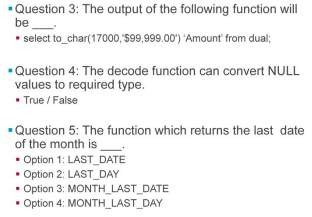 Question 3: The output of the following function will
be ___.
select to_char(17000,'$99,999.00') ‘Amount’ from dual;
Question 4: The decode function can convert NULL
values to required type.
True / False
Question 5: The function which returns the last date
of the month is ___.
Option 1: LAST_DATE
Option 2: LAST_DAY
Option 3: MONTH_LAST_DATE
Option 4: MONTH_LAST_DAY